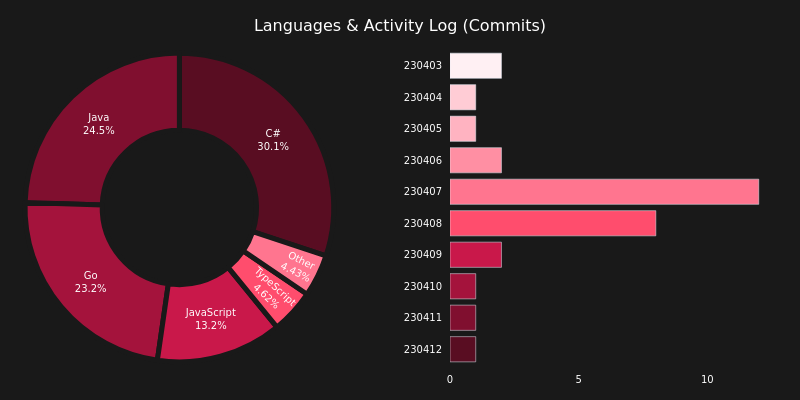 Languages & Activity Log (Commits)
Java
24.5%
C#
30.1%
Other
4.43%
TypeScript
4.62%
JavaScript
13.2%
Go
23.2%
230403
230404
230405
230406
230407
230408
230409
230410
230411
230412
0 5 10